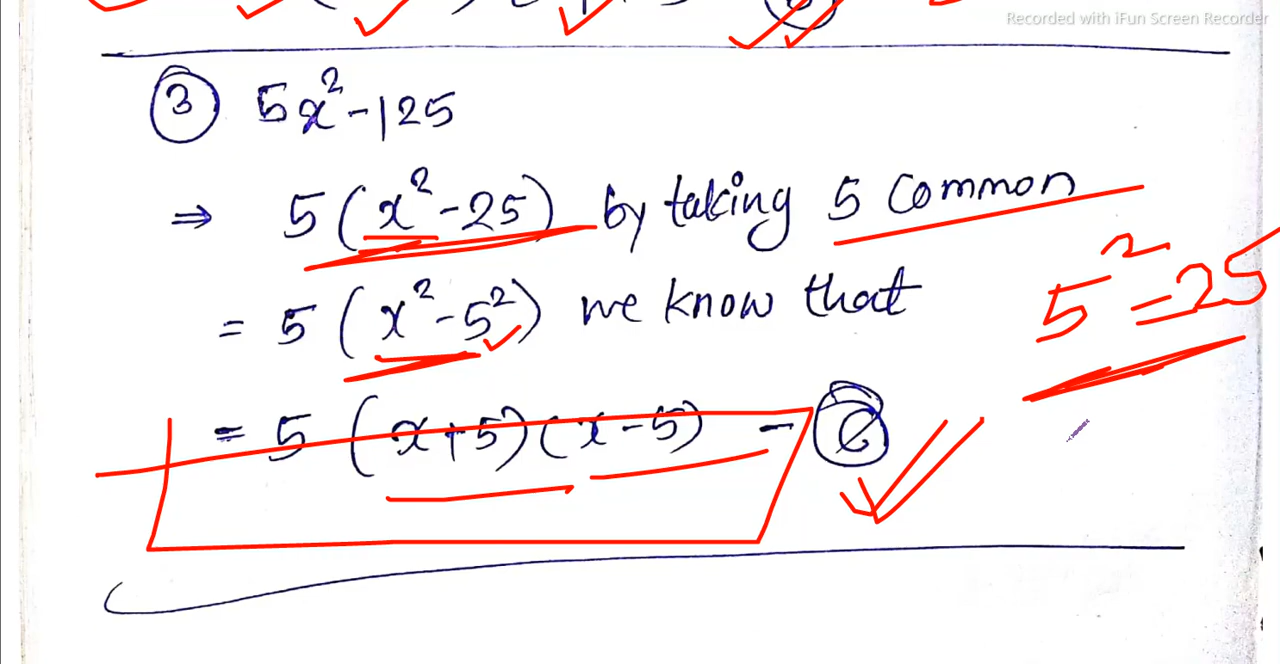 Recorded with iFun Screen Recorder
③ 5x²-125
⇒ 5(x²-25) by taking 5 common
= 5(x²-5²) we know that
5²=25
= 5(x+5)(x-5) -